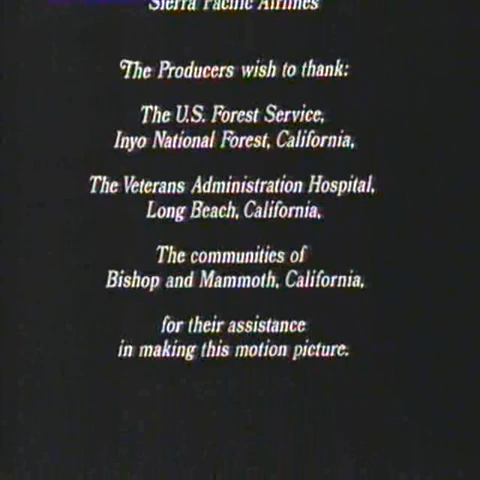 Sierra Pacific Airlines
The Producers wish to thank:
The U.S. Forest Service,
Inyo National Forest, California,
The Veterans Administration Hospital,
Long Beach, California,
The communities of
Bishop and Mammoth, California,
for their assistance
in making this motion picture.